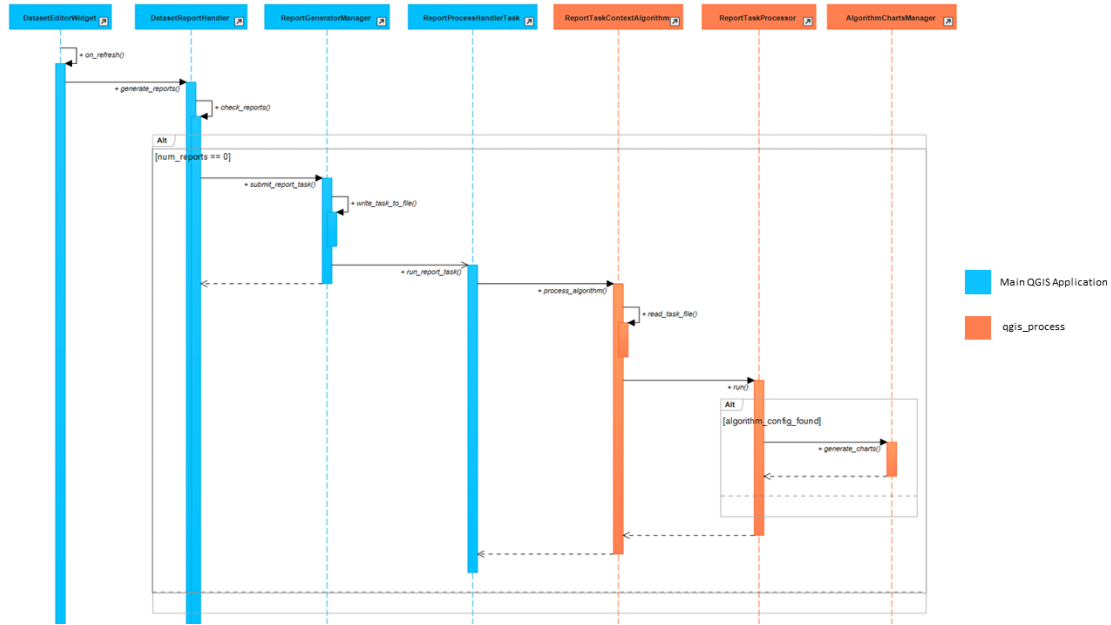 DatasetEditorWidget
DatasetReportHandler
ReportGeneratorManager
ReportProcessHandlerTask
ReportTaskContextAlgorithm
ReportTaskProcessor
AlgorithmChartsManager
+ on_refresh()
+ generate_reports()
+ check_reports()
Alt
[num_reports == 0]
+ submit_report_task()
+ write_task_to_file()
+ run_report_task()
+ process_algorithm()
Main QGIS Application
+ read_task_file()
qgis_process
+ run()
Alt
[algorithm_config_found]
+ generate_charts()